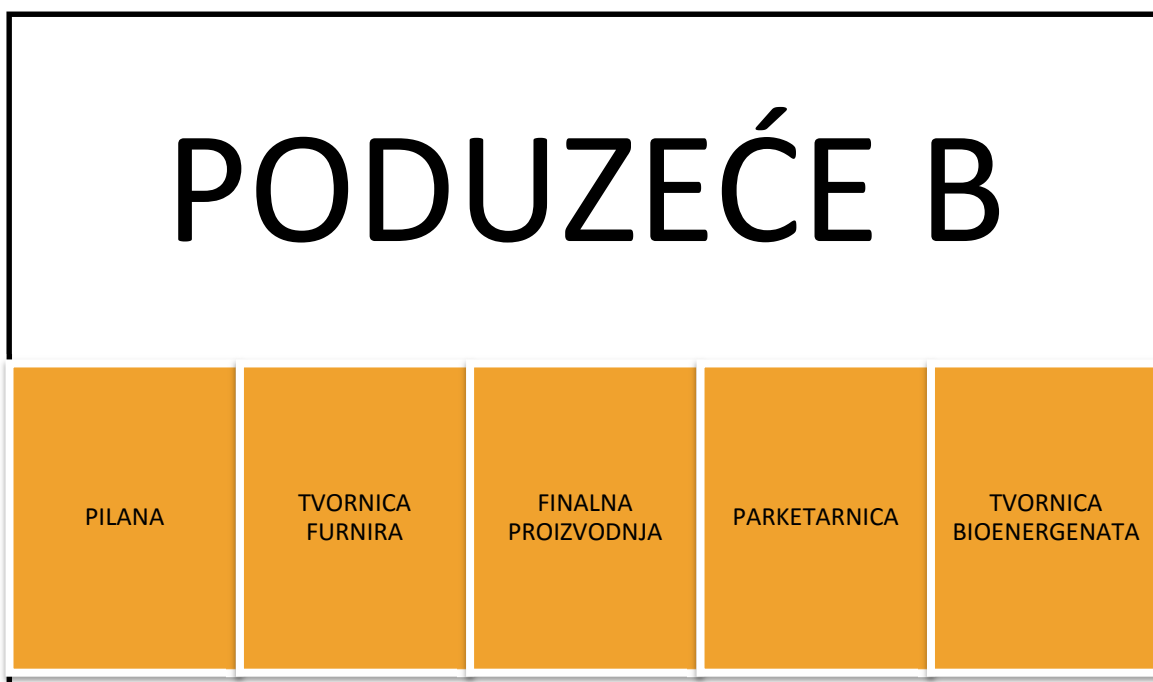 PODUZEĆE B
PILANA
TVORNICA
FURNIRA
FINALNA
PROIZVODNJA
PARKETARNICA
TVORNICA
BIOENERGENATA